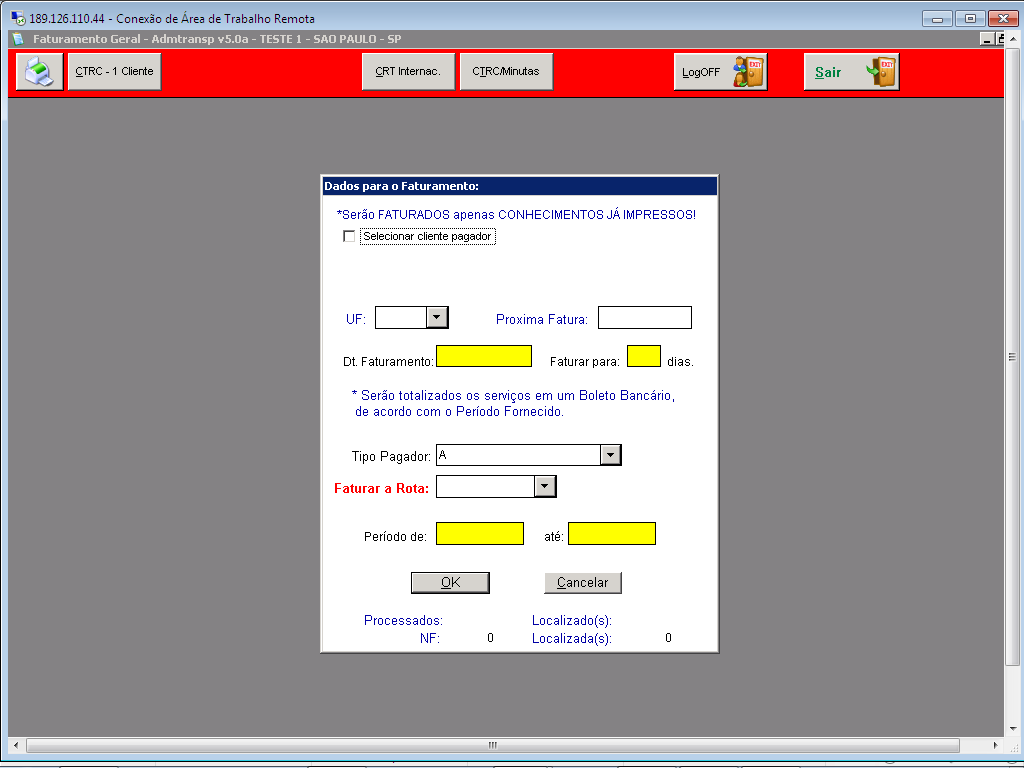 189.126.110.44 - Conexão de Área de Trabalho Remota
Faturamento Geral - Admtransp v5.0a - TESTE 1 - SAO PAULO - SP
CTRC - 1 Cliente
CRT Internac.
CTRC/Minutas
LogOFF
EXIT
Sair
EXIT
Dados para o Faturamento:
*Serão FATURADOS apenas CONHECIMENTOS JÁ IMPRESSOS!
Selecionar cliente pagador
UF:
Proxima Fatura:
Dt. Faturamento:
Faturar para:
dias.
* Serão totalizados os serviços em um Boleto Bancário,
de acordo com o Período Fornecido.
Tipo Pagador: A
Faturar a Rota:
Período de:
até:
OK
Cancelar
Processados:
Localizado(s):
NF: 0
Localizada(s): 0